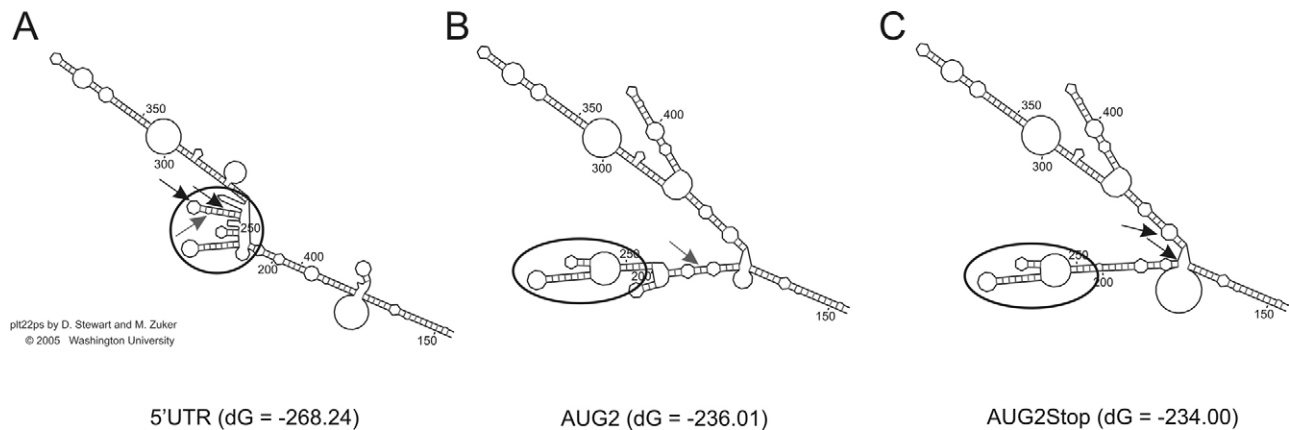 A
B
C
350
300
250
200
400
150
350
400
300
250
200
150
350
400
300
250
200
150
plt22ps by D. Stewart and M. Zuker
© 2005 Washington University
5'UTR (dG = -268.24)
AUG2 (dG = -236.01)
AUG2Stop (dG = -234.00)